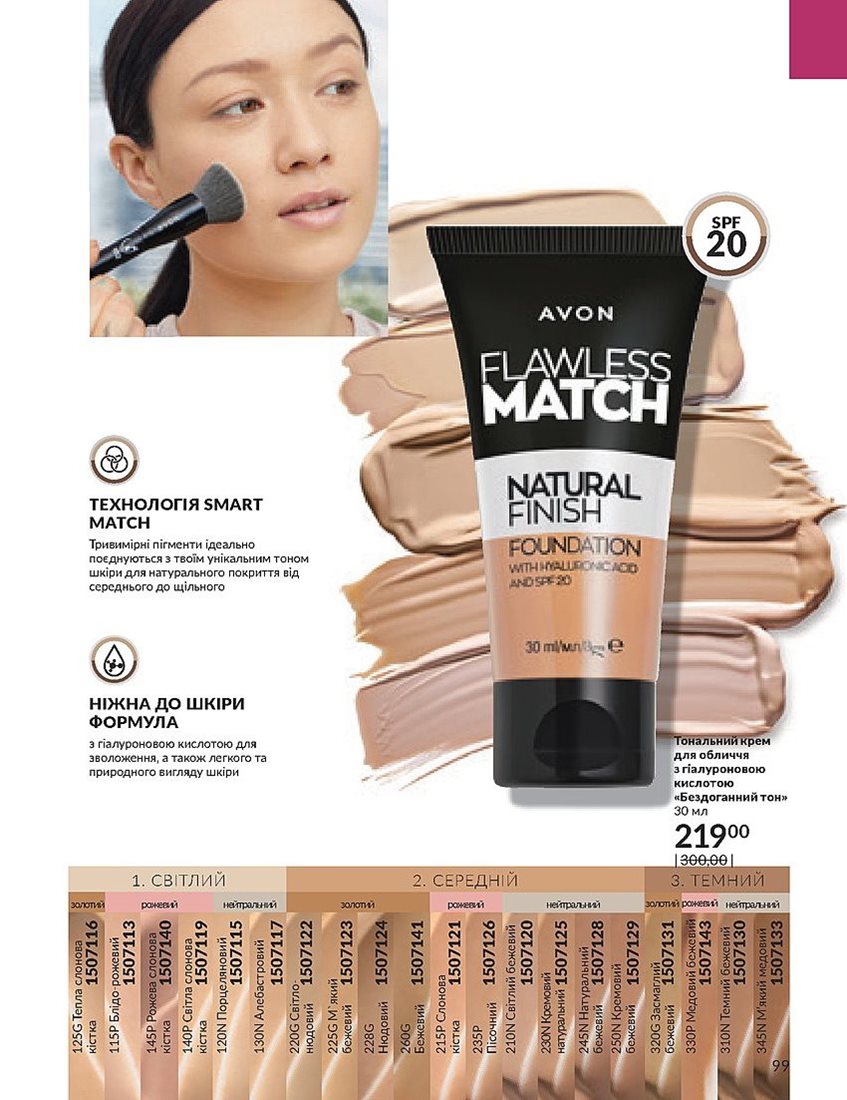 SPF
20
AVON
FLAWLESS
MATCH
NATURAL
FINISH
FOUNDATION
WITH HYALURONIC ACID
AND SPF 20
30 ml/мл/
ТЕХНОЛОГІЯ SMART
MATCH
Тривимірні пігменти ідеально
поєднуються з твоїм унікальним тоном
шкіри для натурального покриття від
середнього до щільного
НІЖНА ДО ШКІРИ
ФОРМУЛА
з гіалуроновою кислотою для
зволоження, а також легкого та
природного вигляду шкіри
Тональний крем
для обличчя
з гіалуроновою
кислотою
«Бездоганний тон»
30 мл
21900
|300,00|
1. СВІТЛИЙ
2. СЕРЕДНІЙ
3. ТЕМНИЙ
золотий
рожевий
нейтральний
золотий
рожевий
нейтральний
золотий
рожевий
нейтральний
125G Тепла слонова
кістка
1507116
115P Блідо-рожевий
1507113
145P Рожева слонова
кістка
1507140
140P Світла слонова
кістка
1507119
120N Порцеляновий
1507115
130N Алебастровий
1507117
220G Світло-
нюдовий
1507122
225G М`який
бежевий
1507123
228G
Нюдовий
1507124
260G
Бежевий
1507141
215P Слонова
кістка
1507121
235P
Пісочний
1507126
210N Світлий бежевий
1507120
230N Кремовий
натуральний
1507125
245N Натуральний
бежевий
1507128
250N Кремовий
бежевий
1507129
320G Засмаглий
бежевий
1507131
330P Медовий бежевий
1507143
310N Темний бежевий
1507130
345N М'який медовий
1507133
99